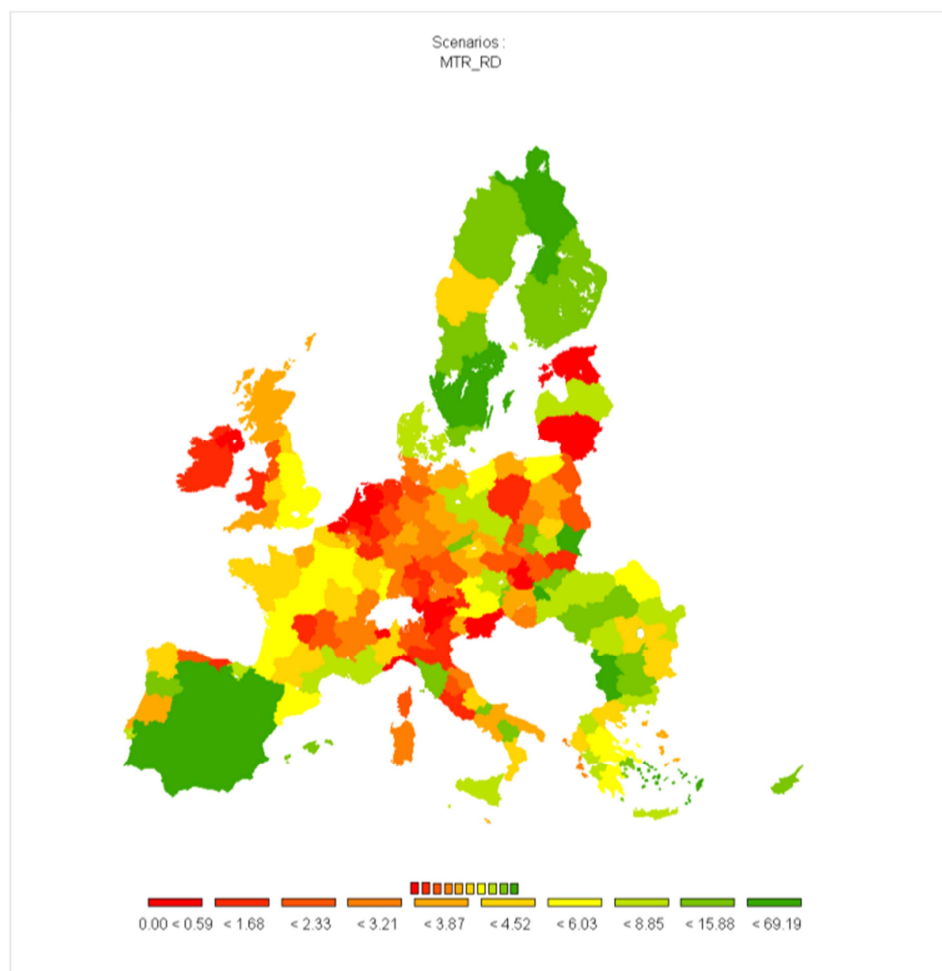 Scenarios :
MTR_RD
0.00 < 0.59 < 1.68 < 2.33 < 3.21 < 3.87 < 4.52 < 6.03 < 8.85 < 15.88 < 69.19